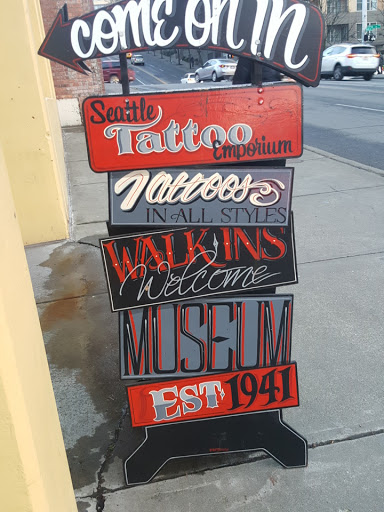 COME ON IN
Seattle
Tattoo
Emporium
Tattoos
IN ALL STYLES
WALK INS
Welcome
MUSEUM
EST 1941